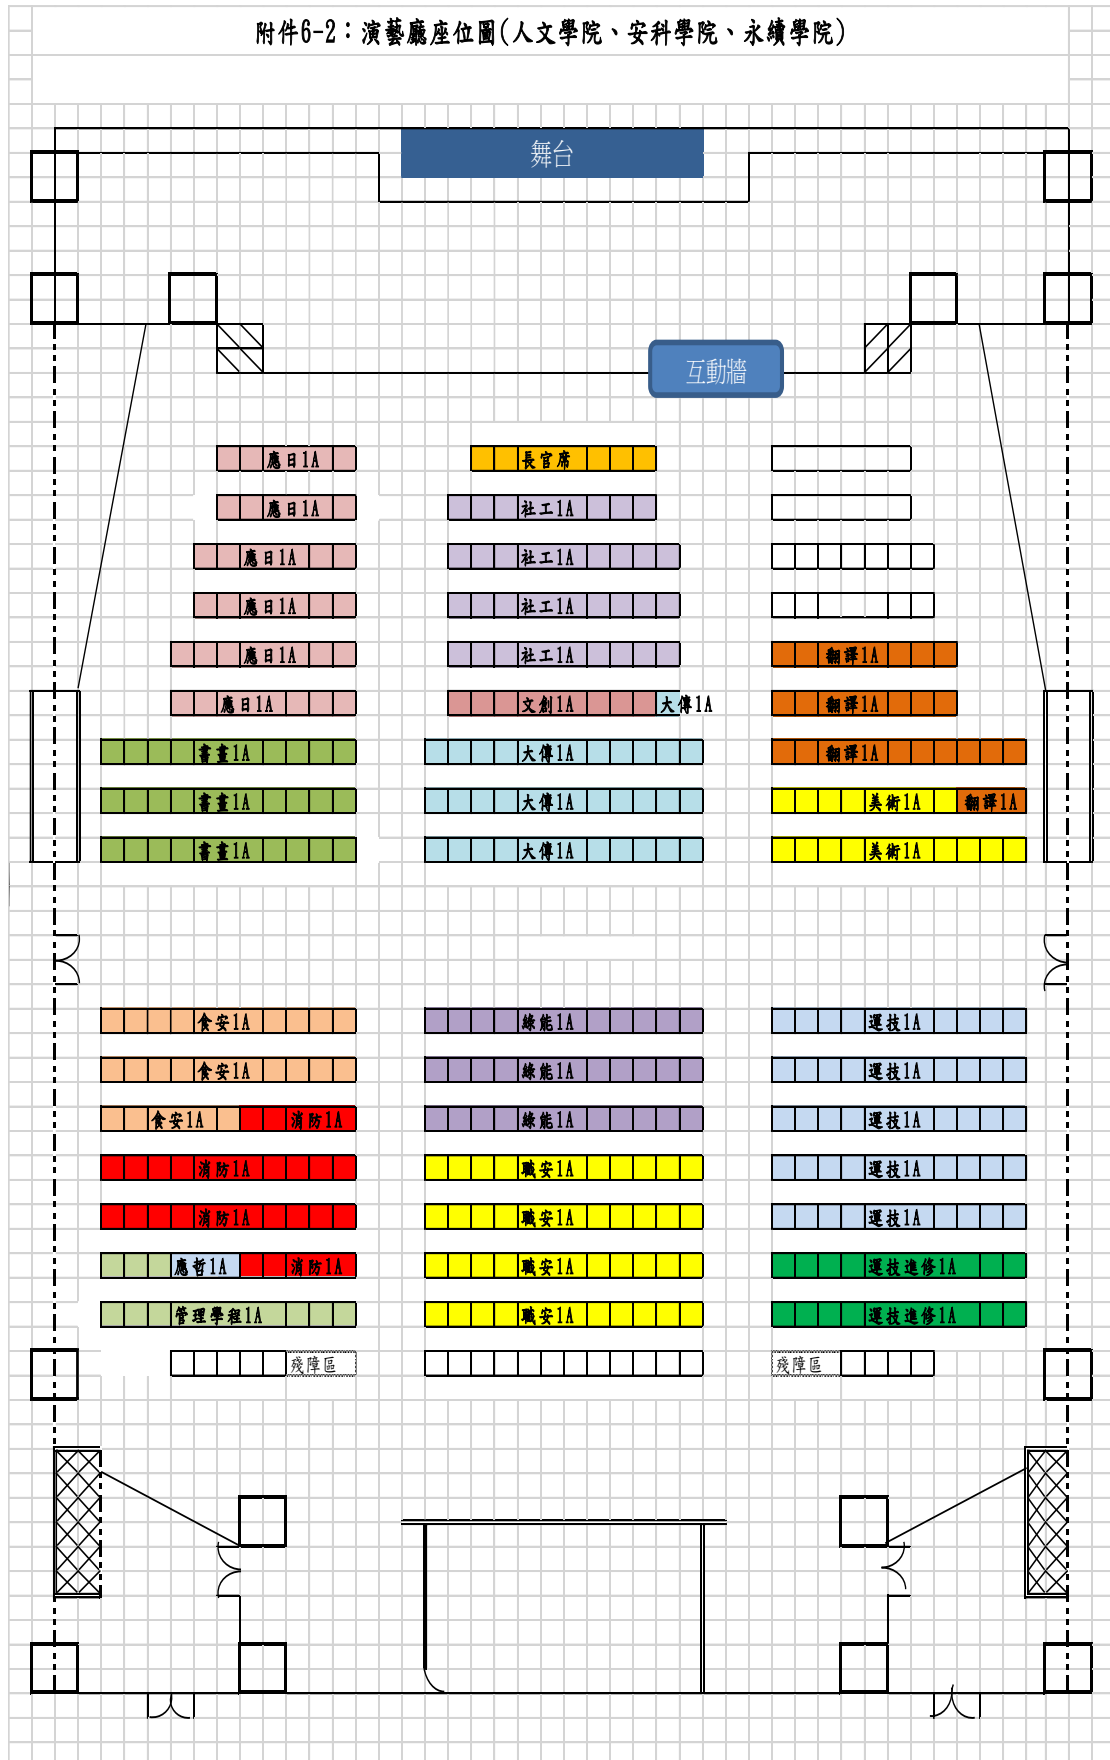 附件6-2：演藝廳座位圖(人文學院、安科學院、永續學院)
舞台
互動牆
應日1A 長官席
應日1A 社工1A
應日1A 社工1A
應日1A 社工1A
應日1A 社工1A 翻譯1A
應日1A 文創1A 大傳1A 翻譯1A
書畫1A 大傳1A 翻譯1A
書畫1A 大傳1A 美術1A 翻譯1A
書畫1A 大傳1A 美術1A
食安1A 綠能1A 運技1A
食安1A 綠能1A 運技1A
食安1A 消防1A 綠能1A 運技1A
消防1A 職安1A 運技1A
消防1A 職安1A 運技1A
應哲1A 消防1A 職安1A 運技進修1A
管理學程1A 職安1A 運技進修1A
殘障區 殘障區